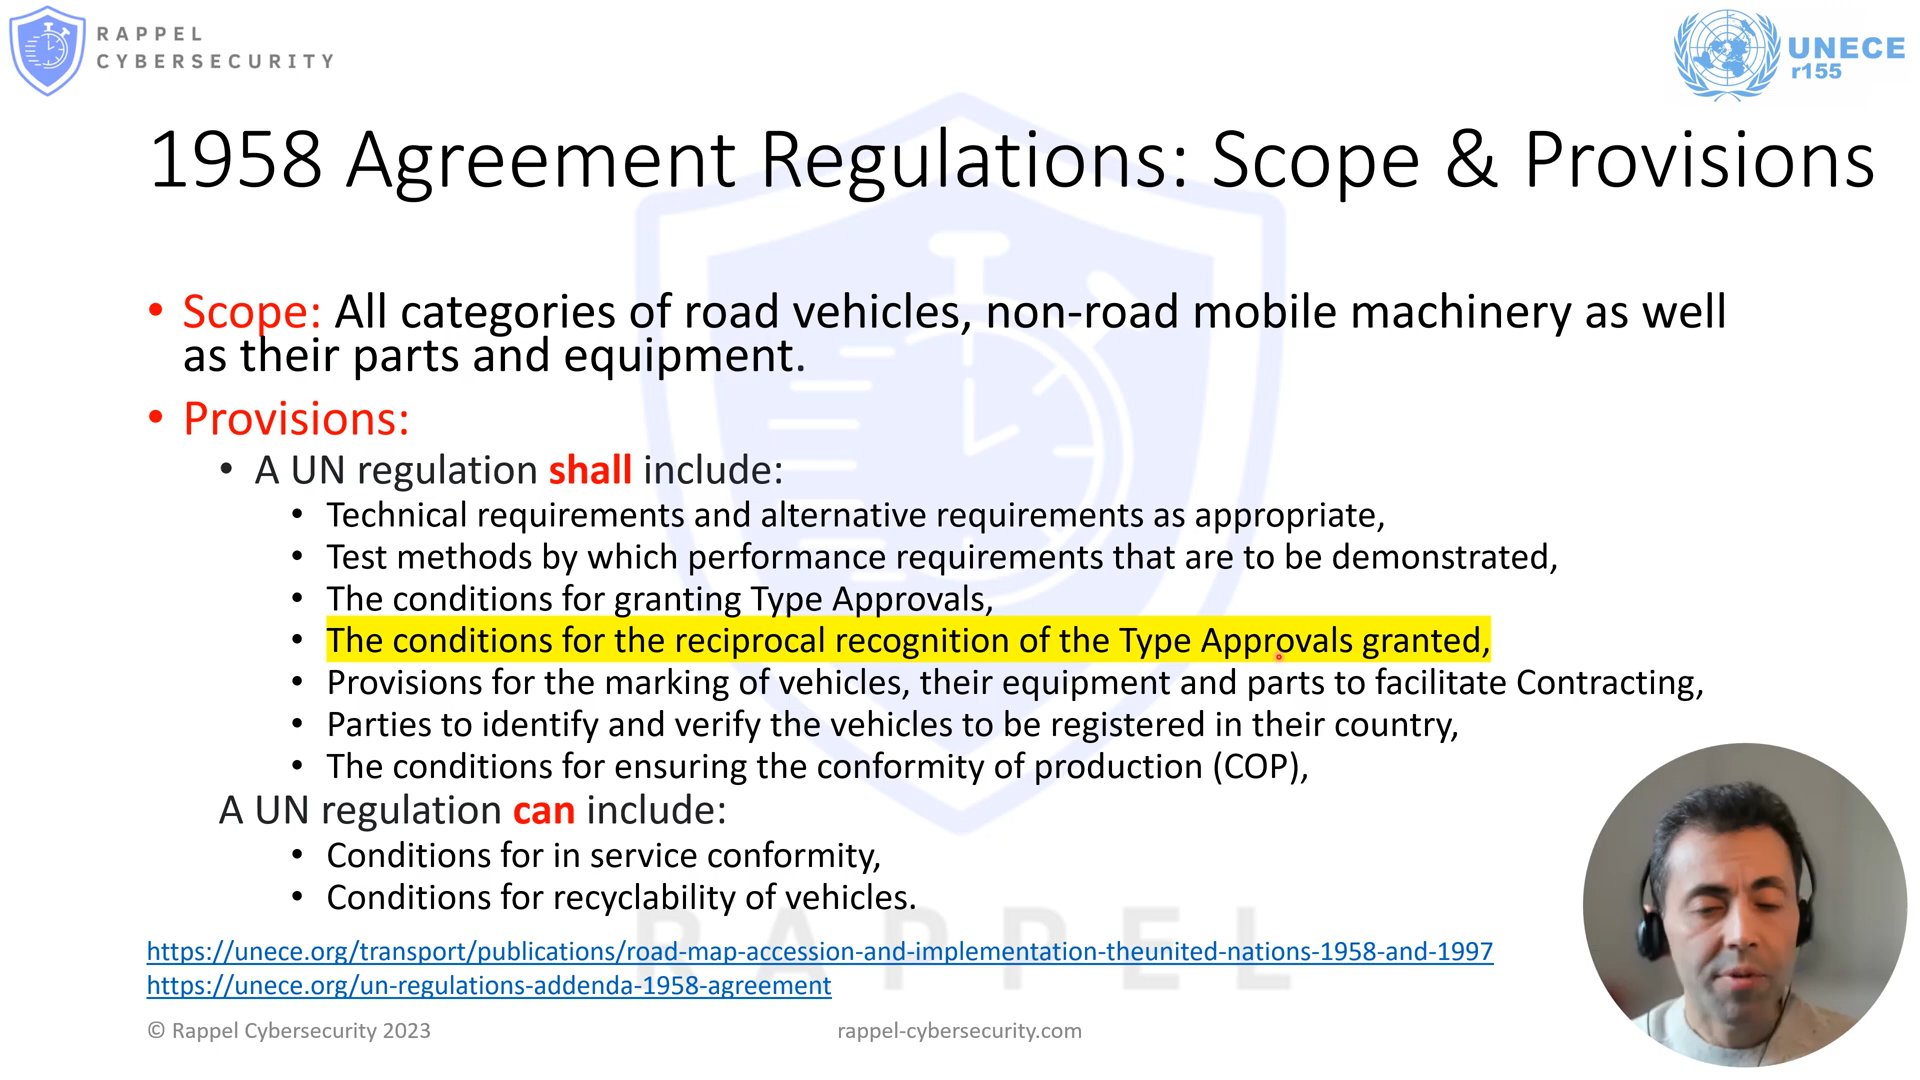 RAPPEL
CYBERSECURITY
UNECE
r155
1958 Agreement Regulations: Scope & Provisions
• Scope: All categories of road vehicles, non-road mobile machinery as well
as their parts and equipment.
• Provisions:
• A UN regulation shall include:
• Technical requirements and alternative requirements as appropriate,
• Test methods by which performance requirements that are to be demonstrated,
• The conditions for granting Type Approvals,
• The conditions for the reciprocal recognition of the Type Approvals granted,
• Provisions for the marking of vehicles, their equipment and parts to facilitate Contracting,
• Parties to identify and verify the vehicles to be registered in their country,
• The conditions for ensuring the conformity of production (COP),
A UN regulation can include:
• Conditions for in service conformity,
• Conditions for recyclability of vehicles.
RAPPEL
https://unece.org/transport/publications/road-map-accession-and-implementation-theunited-nations-1958-and-1997
https://unece.org/un-regulations-addenda-1958-agreement
© Rappel Cybersecurity 2023
rappel-cybersecurity.com